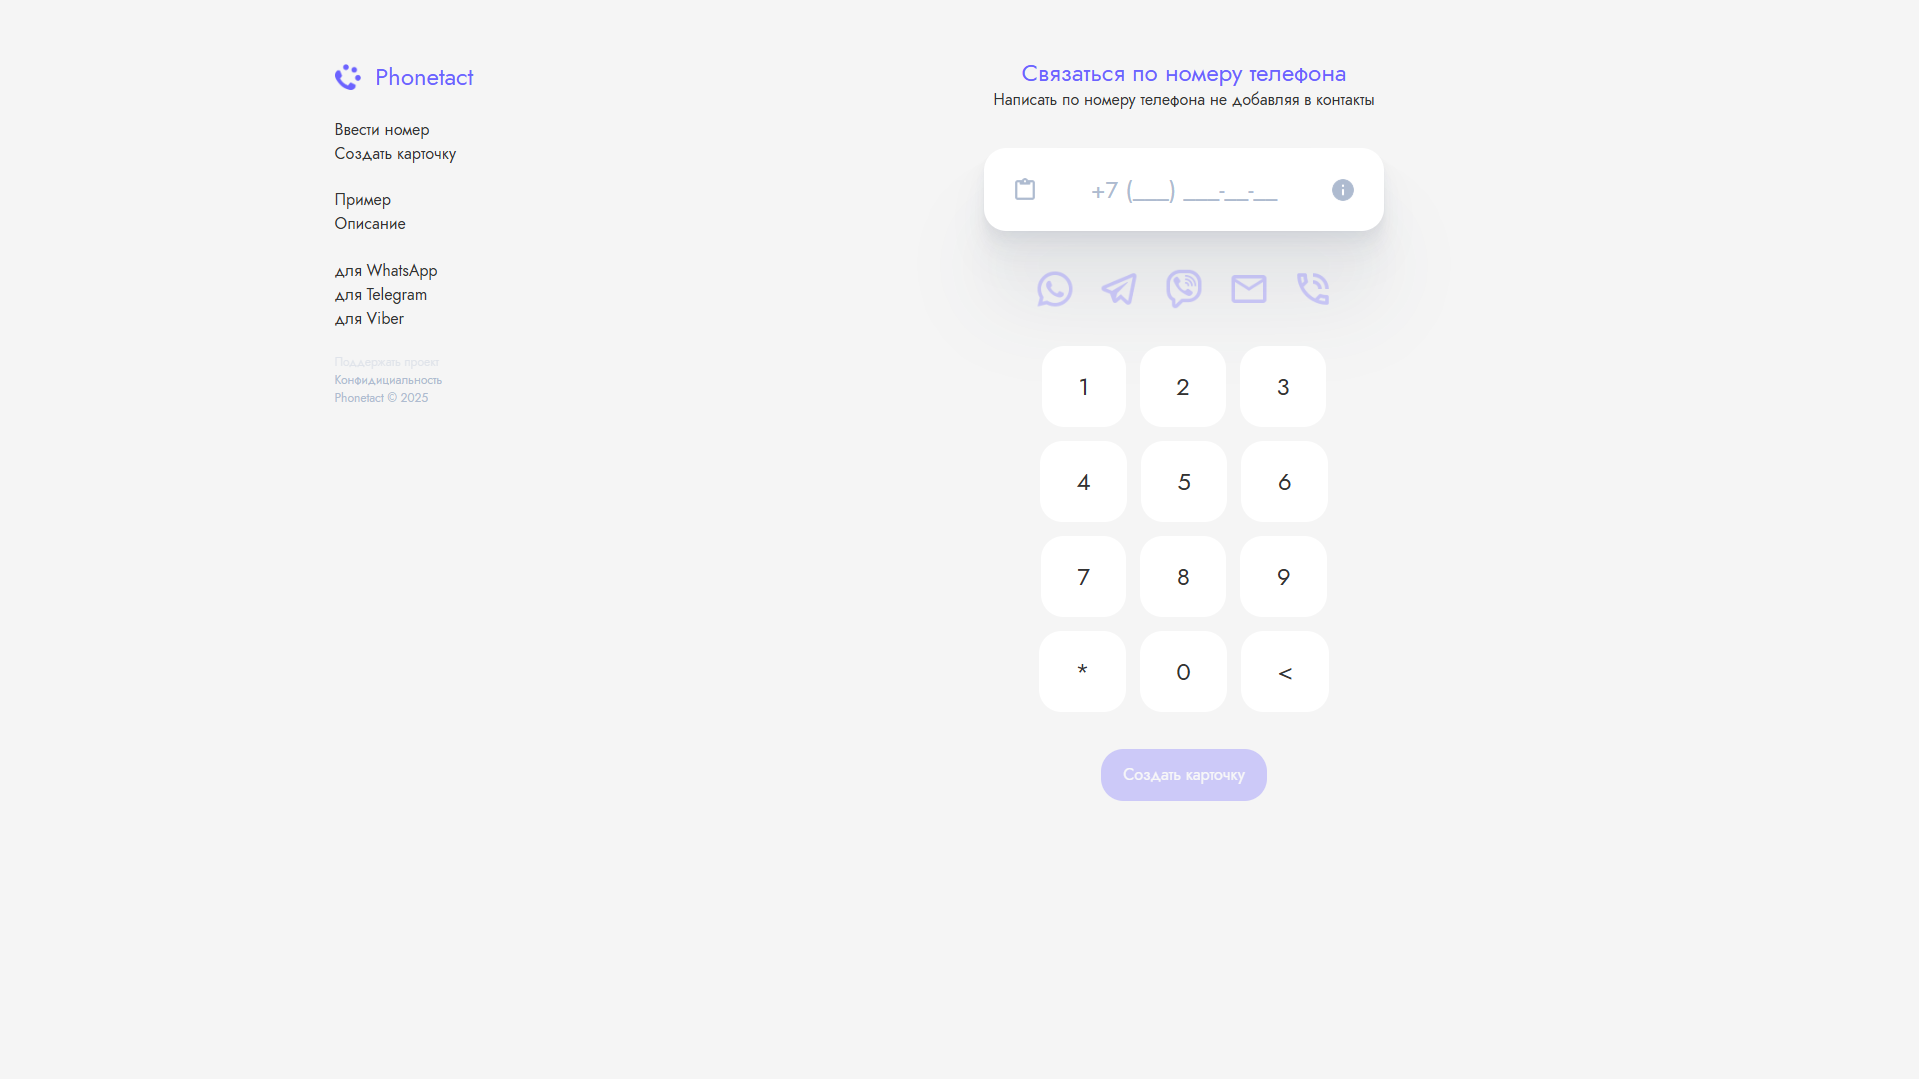 Phonetact
Ввести номер
Создать карточку
Пример
Описание
для WhatsApp
для Telegram
для Viber
Поддержать проект
Конфидициальность
Phonetact © 2025
Связаться по номеру телефона
Написать по номеру телефона не добавляя в контакты
+7 (___) ___-__-__
1 2 3
4 5 6
7 8 9
* 0 <
Создать карточку